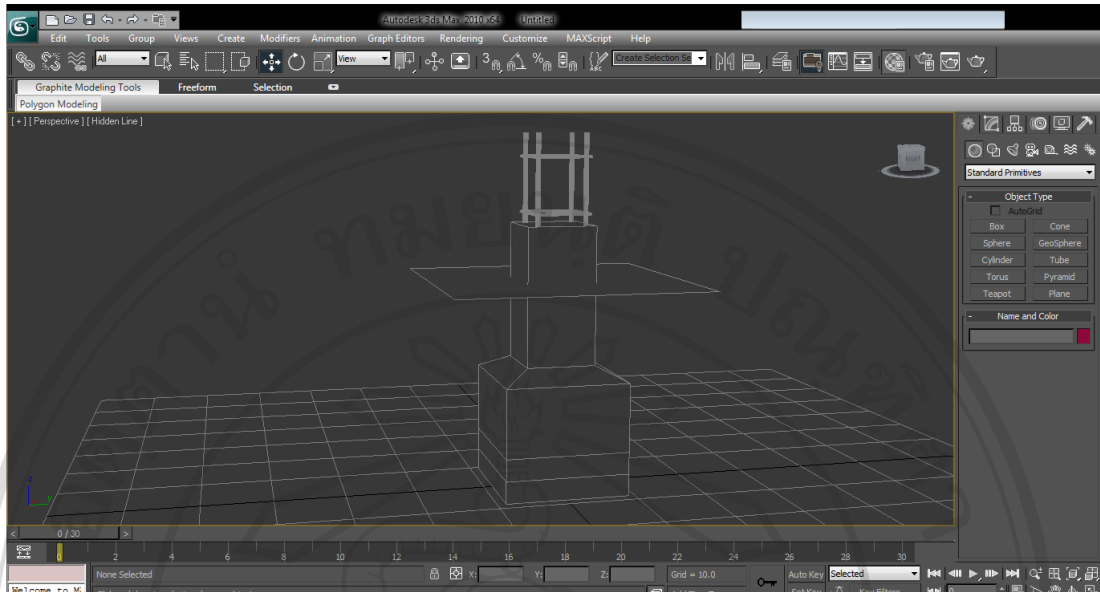 Autodesk 3ds Max 2010 x64 Untitled
Edit Tools Group Views Create Modifiers Animation Graph Editors Rendering Customize MAXScript Help
All View Create Selection Se
Graphite Modeling Tools Freeform Selection
Polygon Modeling
[ + ] [ Perspective ] [ Hidden Line ]
Standard Primitives
- Object Type
AutoGrid
Box Cone
Sphere GeoSphere
Cylinder Tube
Torus Pyramid
Teapot Plane
- Name and Color
z
y
< 0 / 30 >
0 2 4 6 8 10 12 14 16 18 20 22 24 26 28 30
None Selected X: Y: Z: Grid = 10.0 Auto Key Selected
Welcome to M